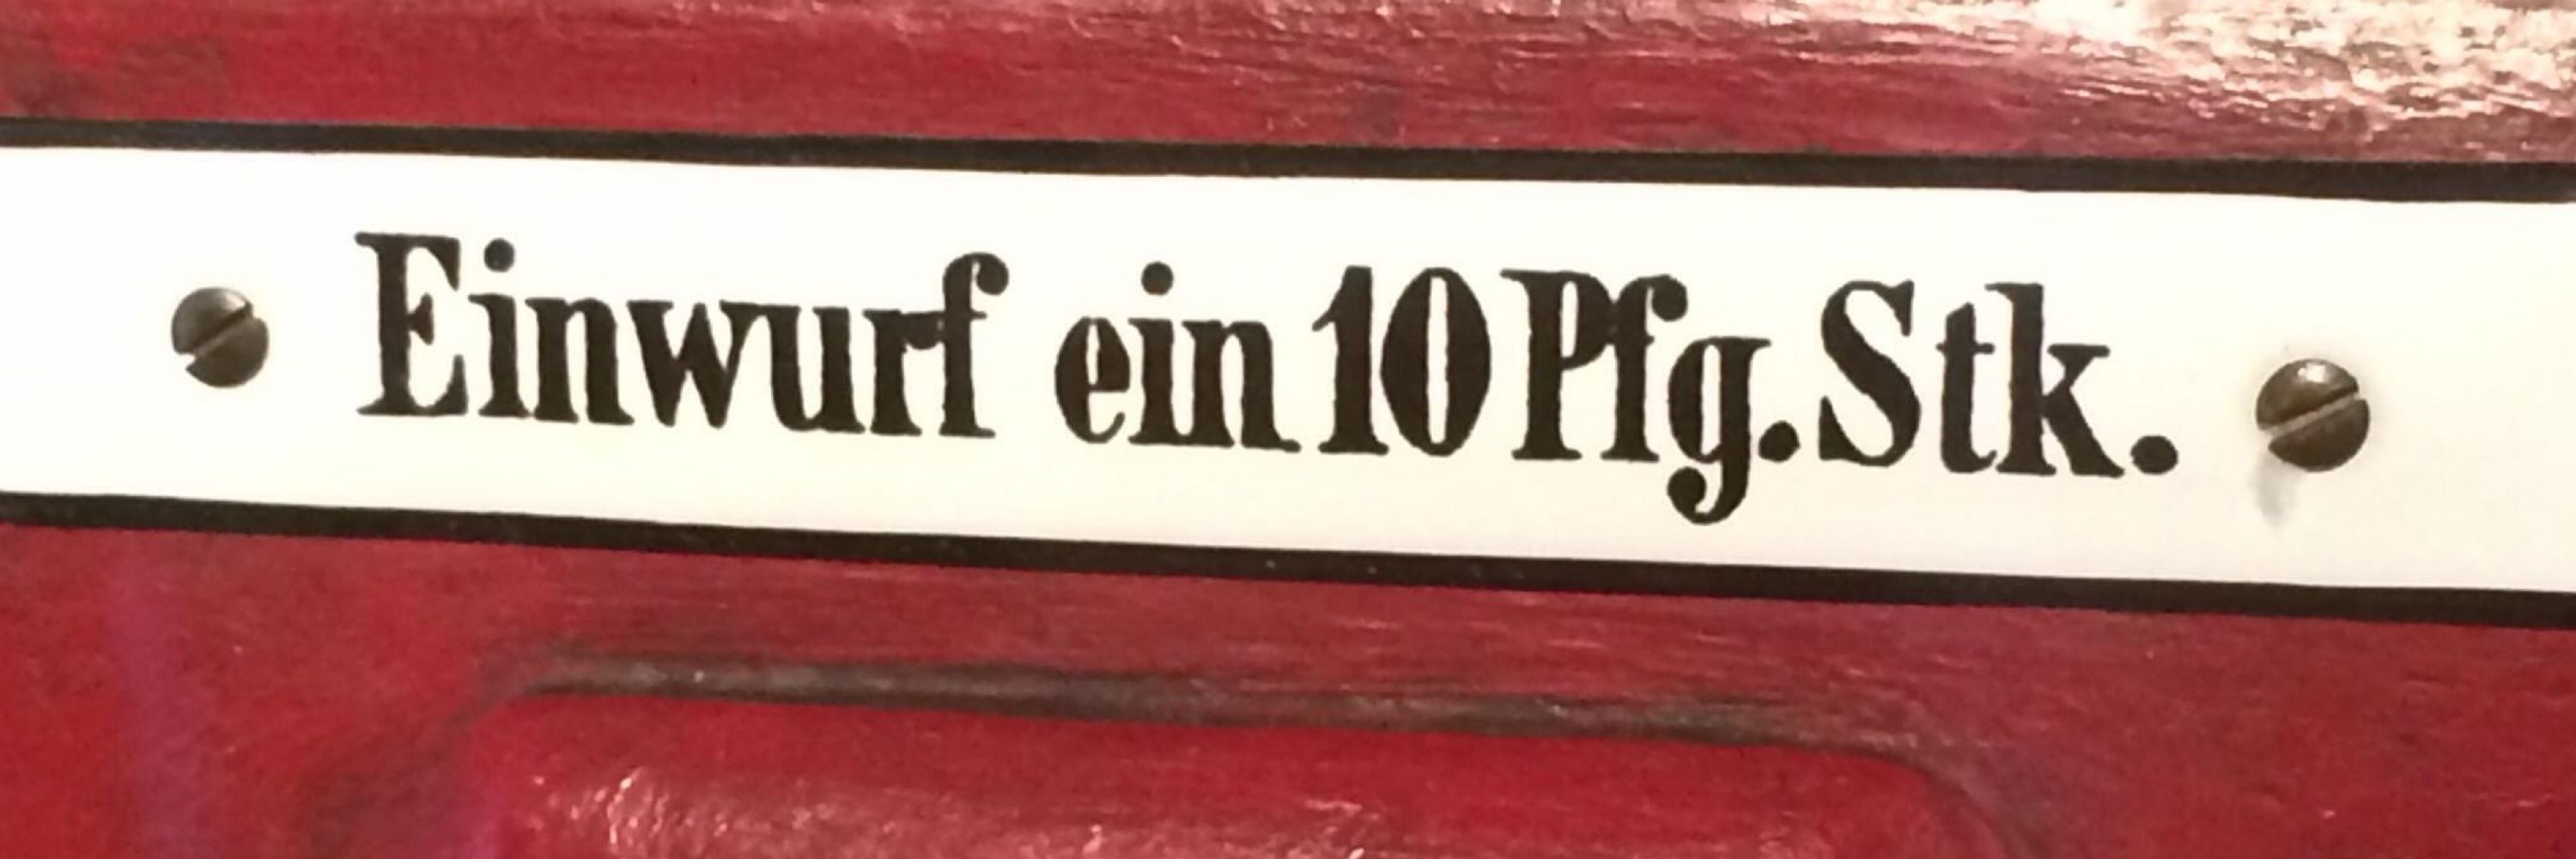 Einwurf ein 10 Pfg. Stk.